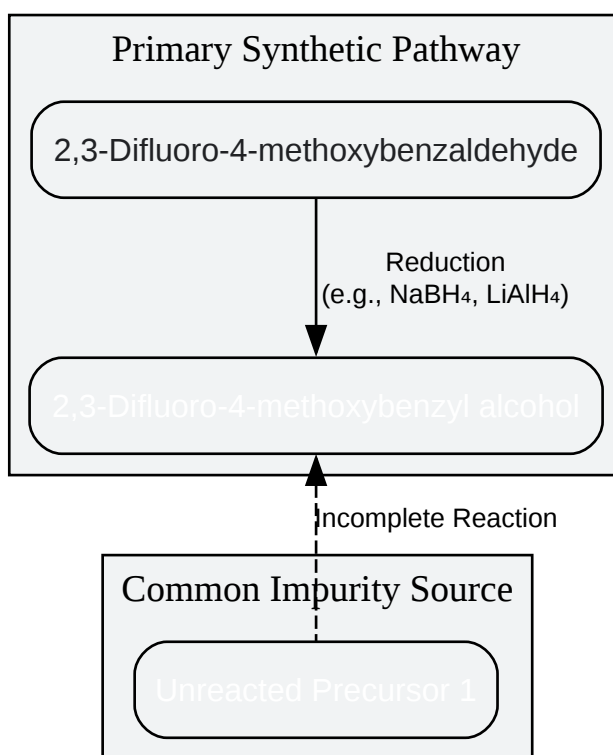 Primary Synthetic Pathway
2,3-Difluoro-4-methoxybenzaldehyde
Reduction
(e.g., NaBH₄, LiAlH₄)
2,3-Difluoro-4-methoxybenzyl alcohol
Incomplete Reaction
Common Impurity Source
Unreacted Precursor 1